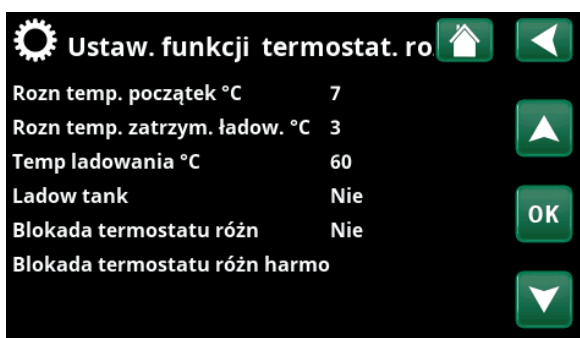 Ustaw. funkcji termostat. ro
Rozn temp. początek °C 7
Rozn temp. zatrzym. ładow. °C 3
Temp ladowania °C 60
Ladow tank Nie
Blokada termostatu różn Nie
Blokada termostatu różn harmo
OK